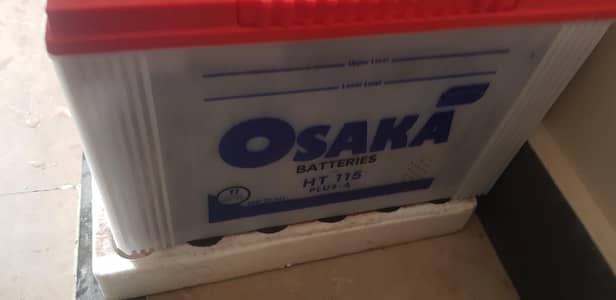 Upper Level
Lower Level
OSAKA
BATTERIES
HT 115
PLUS-S